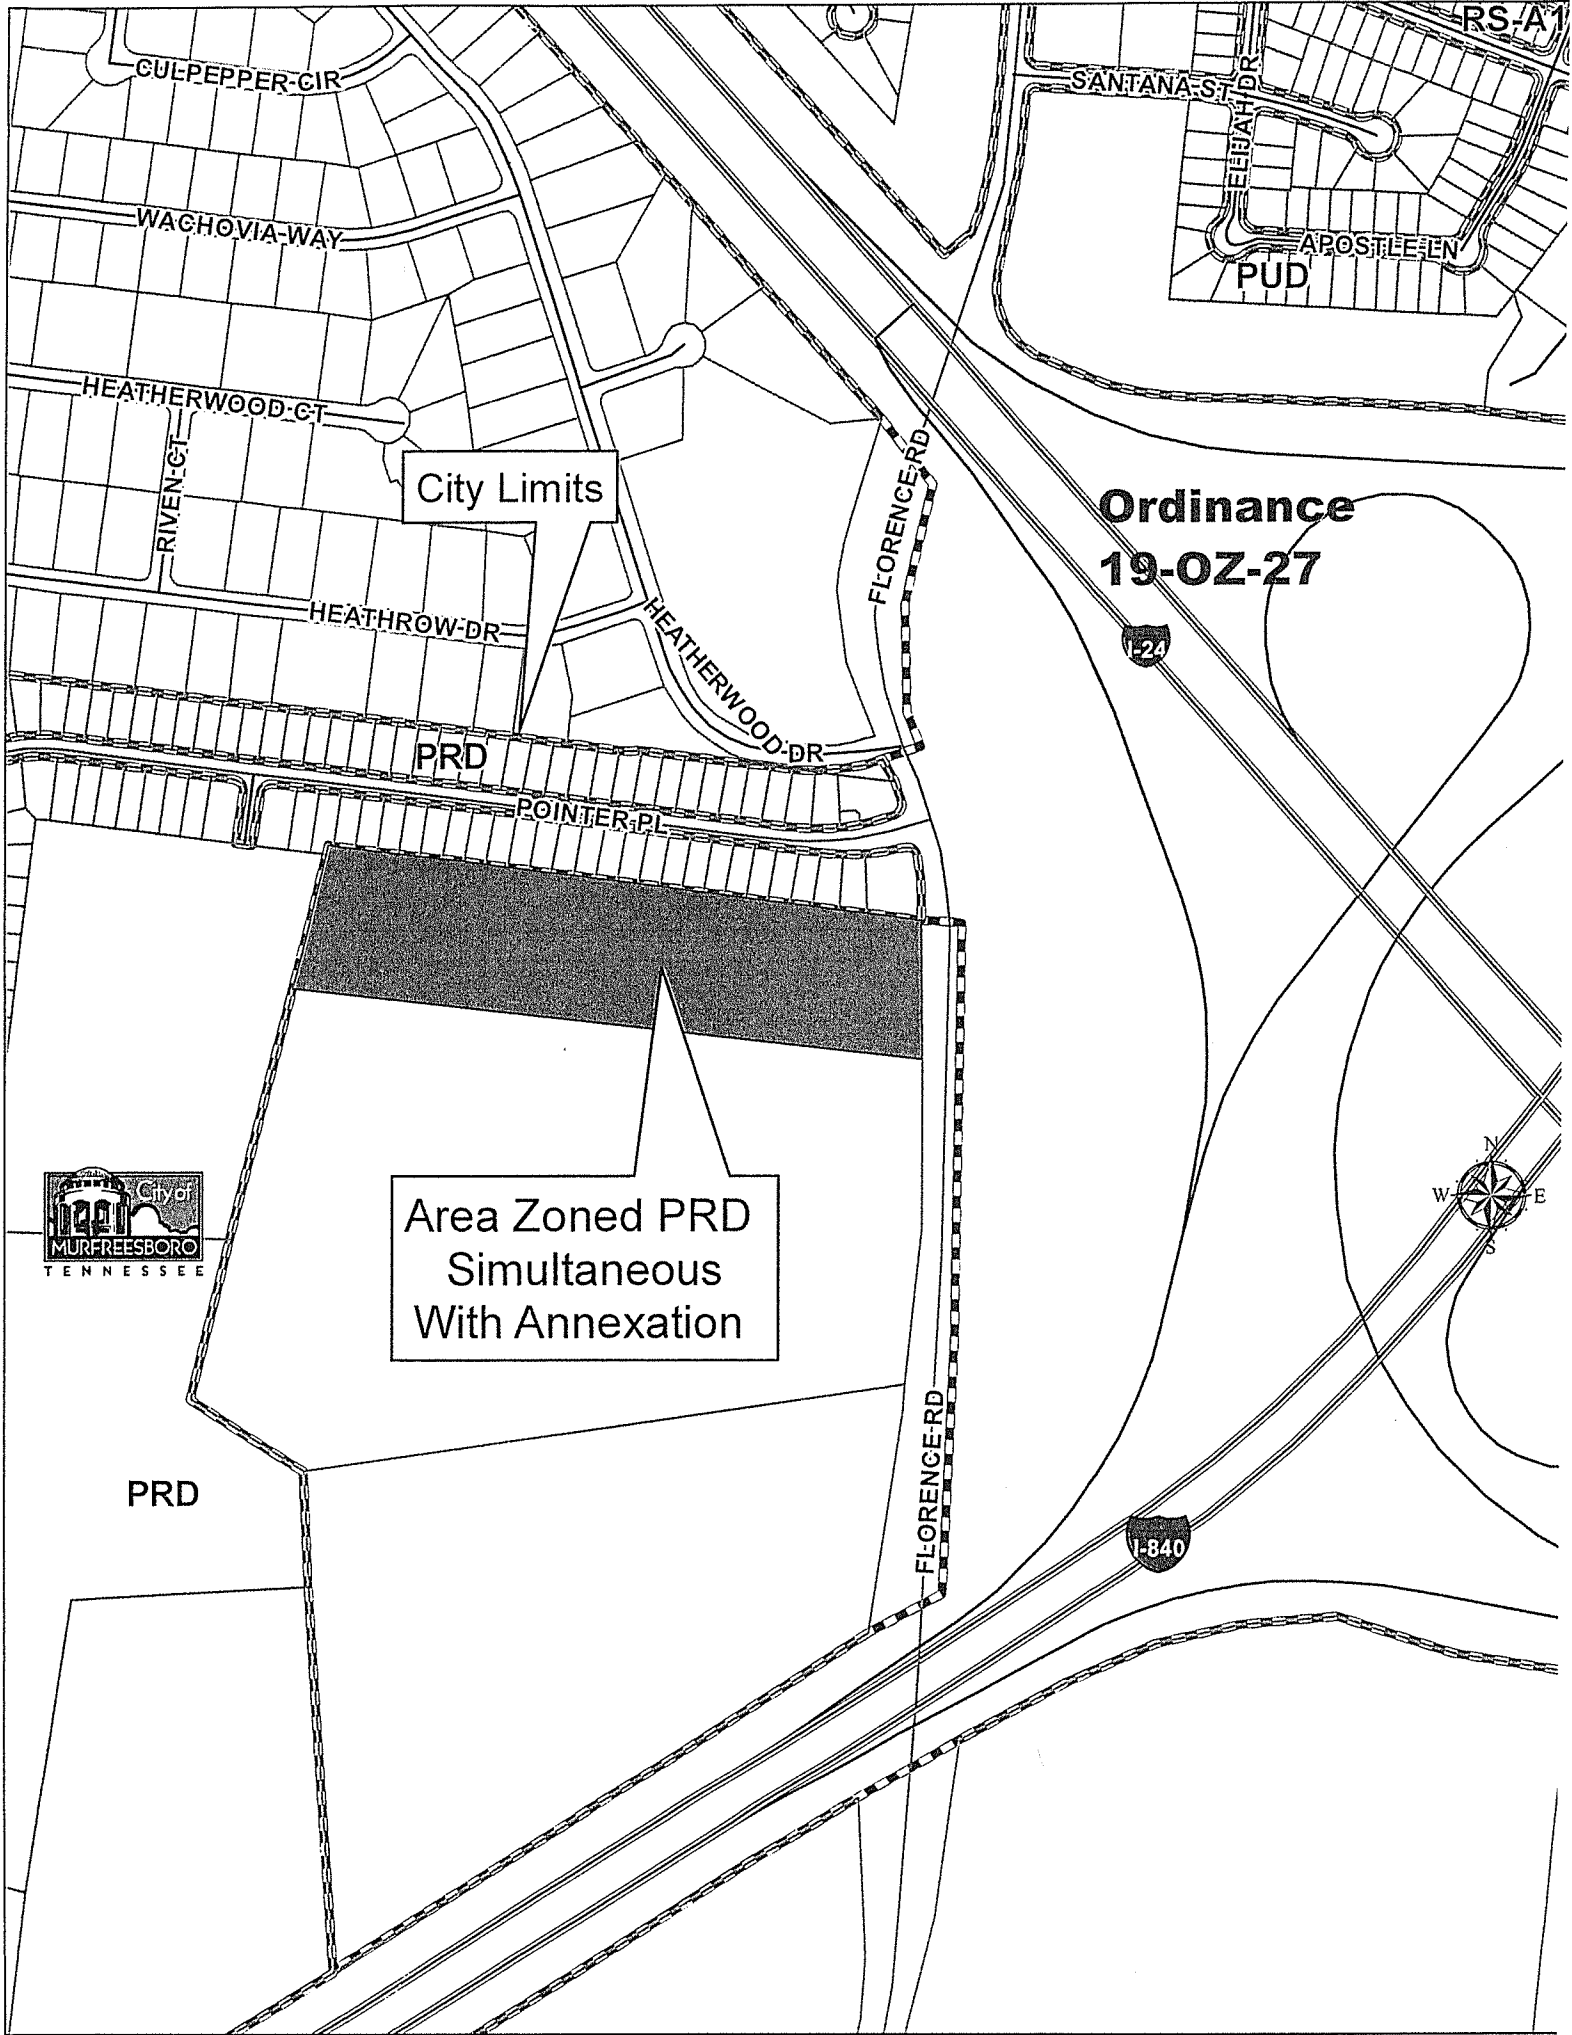 RS-A1
CULPEPPER CIR
SANTANA ST
ELIJAH DR
WACHOVIA WAY
APOSTLE LN
PUD
HEATHERWOOD CT
RIVEN CT
City Limits
FLORENCE RD
Ordinance
19-OZ-27
I-24
HEATHROW DR
HEATHERWOOD DR
PRD
POINTER PL
City of
MURFREESBORO
TENNESSEE
Area Zoned PRD
Simultaneous
With Annexation
N
W
E
S
FLORENCE RD
PRD
I-840